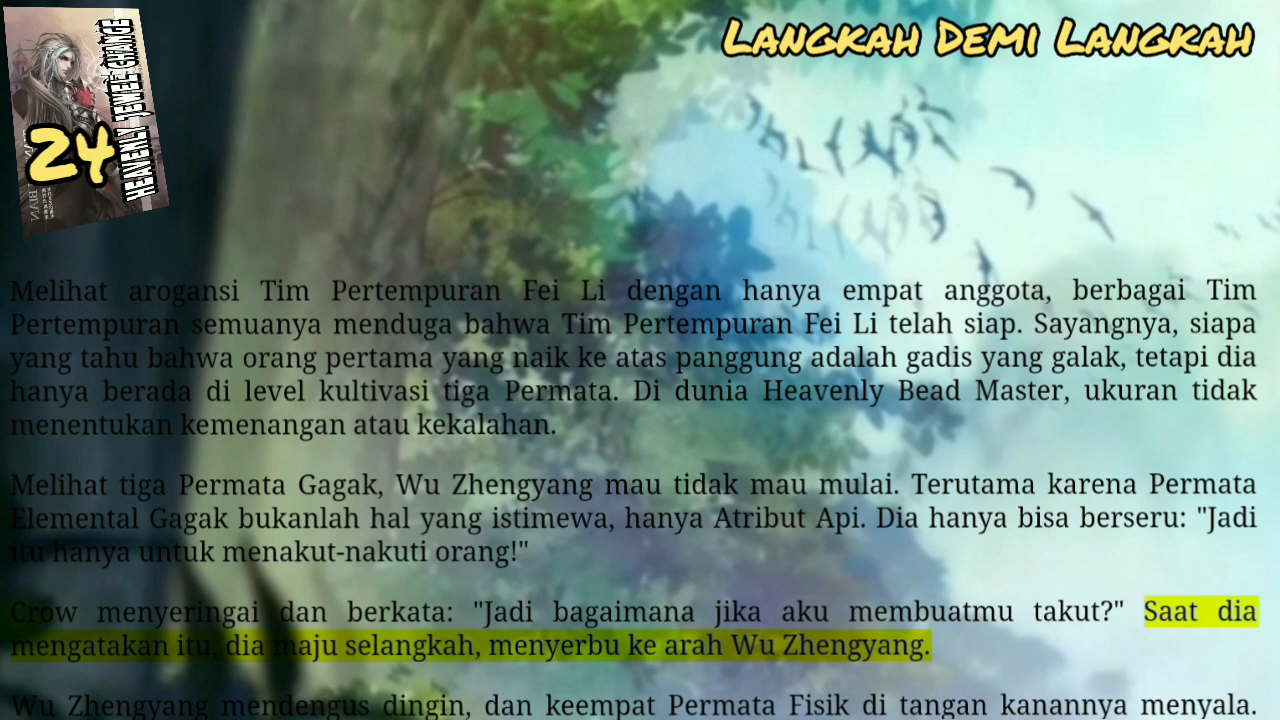 Langkah Demi Langkah
24
HEAVENLY JEWEL CHANGE
Melihat arogansi Tim Pertempuran Fei Li dengan hanya empat anggota, berbagai Tim
Pertempuran semuanya menduga bahwa Tim Pertempuran Fei Li telah siap. Sayangnya, siapa
yang tahu bahwa orang pertama yang naik ke atas panggung adalah gadis yang galak, tetapi dia
hanya berada di level kultivasi tiga Permata. Di dunia Heavenly Bead Master, ukuran tidak
menentukan kemenangan atau kekalahan.
Melihat tiga Permata Gagak, Wu Zhengyang mau tidak mau mulai. Terutama karena Permata
Elemental Gagak bukanlah hal yang istimewa, hanya Atribut Api. Dia hanya bisa berseru: "Jadi
itu hanya untuk menakut-nakuti orang!"
Crow menyeringai dan berkata: "Jadi bagaimana jika aku membuatmu takut?" Saat dia
mengatakan itu, dia maju selangkah, menyerbu ke arah Wu Zhengyang.
Wu Zhengyang mendengus dingin, dan keempat Permata Fisik di tangan kanannya menyala.